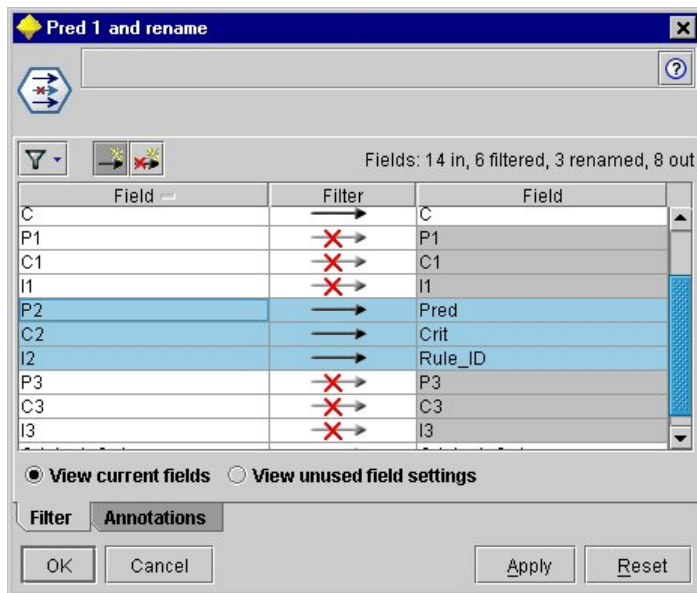 Pred 1 and rename
Fields: 14 in, 6 filtered, 3 renamed, 8 out
Field Filter Field
C C
P1 P1
C1 C1
I1 I1
P2 Pred
C2 Crit
I2 Rule_ID
P3 P3
C3 C3
I3 I3
View current fields View unused field settings
Filter Annotations
OK Cancel Apply Reset